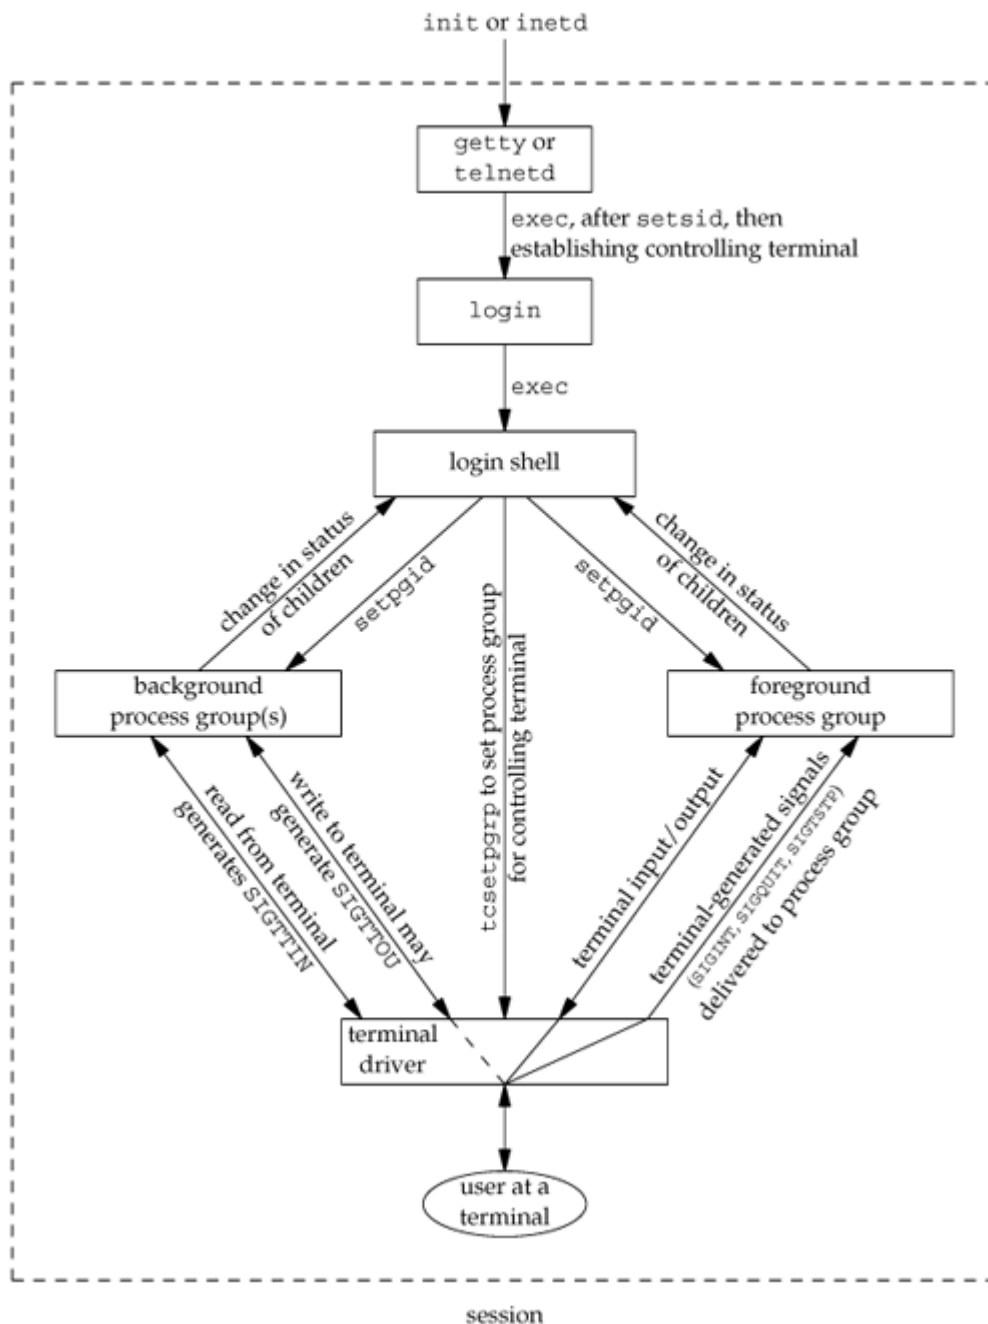 init or inetd
getty or
telnetd
exec, after setsid, then
establishing controlling terminal
login
exec
login shell
change in status
of children
setpgid
tcsetpgrp to set process group
for controlling terminal
setpgid
change in status
of children
background
process group(s)
foreground
process group
read from terminal
generates SIGTTIN
write to terminal may
generate SIGTTOU
terminal input/output
terminal-generated signals
(SIGINT, SIGQUIT, SIGTSTP)
delivered to process group
terminal
driver
user at a
terminal
session